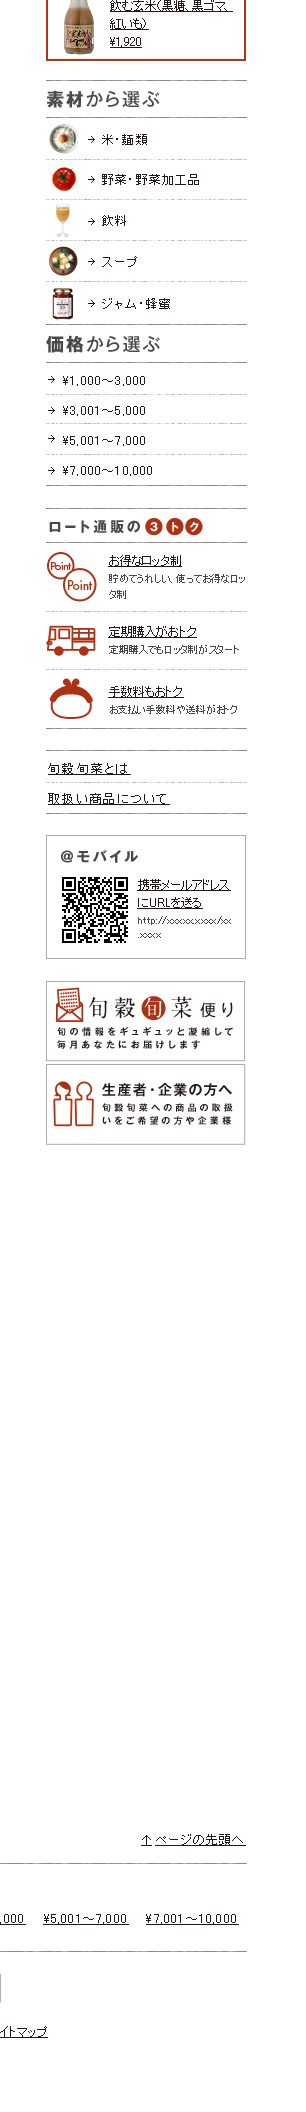 飲む玄米（黒糖、黒ゴマ、
紅いも）
¥1,920
素材から選ぶ
→ 米・麺類
→ 野菜・野菜加工品
→ 飲料
→ スープ
→ ジャム・蜂蜜
価格から選ぶ
→ ¥1,000～3,000
→ ¥3,001～5,000
→ ¥5,001～7,000
→ ¥7,000～10,000
ロート通販の3トク
Point
Point
お得なロッタ制
貯めてうれしい、使ってお得なロッ
タ制
定期購入がおトク
定期購入でもロッタ制がスタート
手数料もおトク
お支払い手数料や送料がおトク
旬穀旬菜とは
取扱い商品について
@モバイル
携帯メールアドレス
にURLを送る
http://xxxxx.xxxx/xx
.xxxx
旬穀旬菜便り
旬の情報をギュギュッと凝縮して
毎月あなたにお届けします
生産者・企業の方へ
旬穀旬菜への商品の取扱
いをご希望の方や企業様
↑ページの先頭へ
,000 ¥5,001～7,000 ¥7,001～10,000
イトマップ